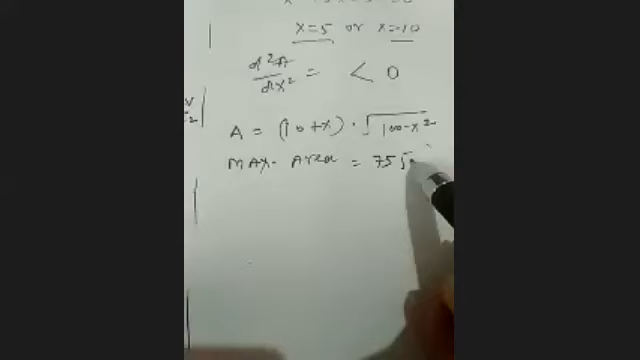 x=5 or x=-10
d²A/dx² = < 0
A = (10+x) · √100-x²
MAX. Area = 75√